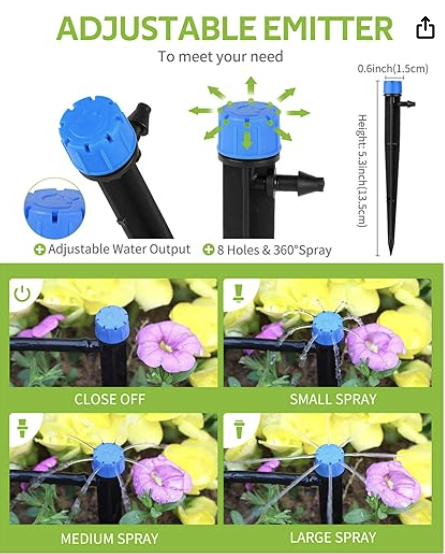 ADJUSTABLE EMITTER
To meet your need
0.6inch(1.5cm)
Height: 5.3inch(13.5cm)
Adjustable Water Output
8 Holes & 360°Spray
CLOSE OFF
SMALL SPRAY
MEDIUM SPRAY
LARGE SPRAY